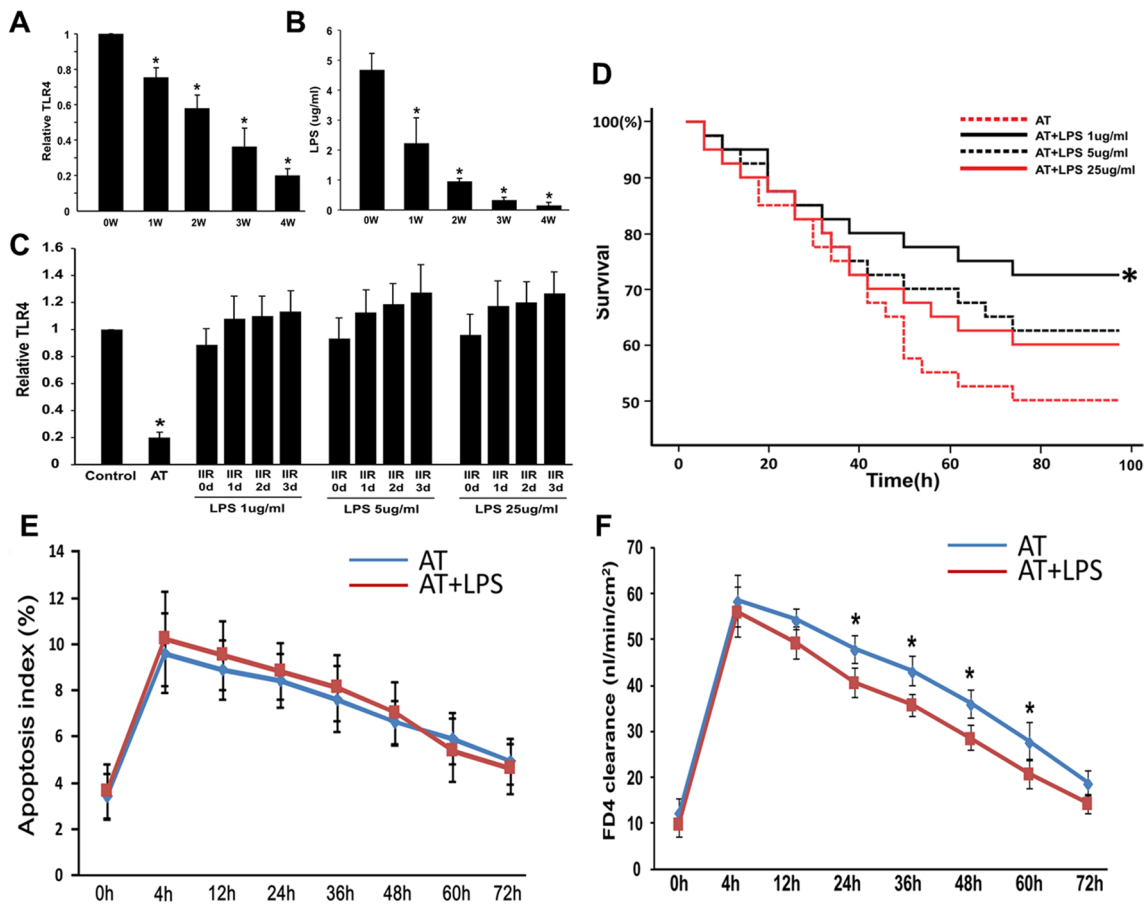 A
Relative TLR4
1
0.8
0.6
0.4
0.2
0
*
*
*
*
0W 1W 2W 3W 4W
B
LPS (ug/ml)
6
5
4
3
2
1
0
*
*
*
*
0W 1W 2W 3W 4W
C
Relative TLR4
1.6
1.4
1.2
1
0.8
0.6
0.4
0.2
0
*
Control AT IIR IIR IIR IIR IIR IIR IIR IIR IIR IIR IIR IIR
0d 1d 2d 3d 0d 1d 2d 3d 0d 1d 2d 3d
LPS 1ug/ml LPS 5ug/ml LPS 25ug/ml
D
AT
AT+LPS 1ug/ml
AT+LPS 5ug/ml
AT+LPS 25ug/ml
Survival
100(%)
90
80
70
60
50
*
0 20 40 60 80 100
Time(h)
E
AT
AT+LPS
Apoptosis index (%)
14
12
10
8
6
4
2
0
0h 4h 12h 24h 36h 48h 60h 72h
F
AT
AT+LPS
FD4 clearance (nl/min/cm²)
70
60
50
40
30
20
10
0
*
*
*
*
0h 4h 12h 24h 36h 48h 60h 72h